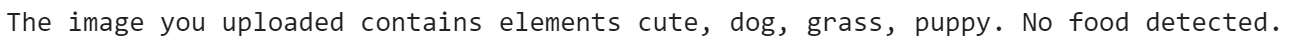 The image you uploaded contains elements cute, dog, grass, puppy. No food detected.